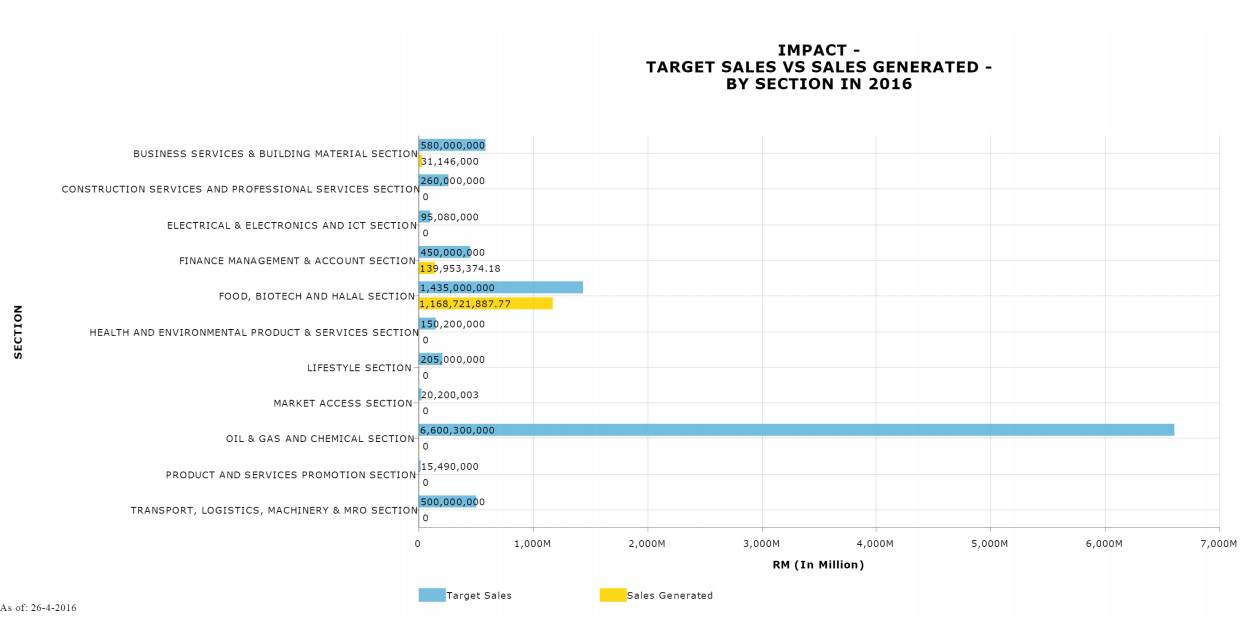 IMPACT -
TARGET SALES VS SALES GENERATED -
BY SECTION IN 2016
580,000,000
BUSINESS SERVICES & BUILDING MATERIAL SECTION
31,146,000
260,000,000
CONSTRUCTION SERVICES AND PROFESSIONAL SERVICES SECTION
0
95,080,000
ELECTRICAL & ELECTRONICS AND ICT SECTION
0
450,000,000
FINANCE MANAGEMENT & ACCOUNT SECTION
139,953,374.18
1,435,000,000
FOOD, BIOTECH AND HALAL SECTION
1,168,721,887.77
150,200,000
HEALTH AND ENVIRONMENTAL PRODUCT & SERVICES SECTION
0
205,000,000
LIFESTYLE SECTION
0
20,200,003
MARKET ACCESS SECTION
0
6,600,300,000
OIL & GAS AND CHEMICAL SECTION
0
15,490,000
PRODUCT AND SERVICES PROMOTION SECTION
0
500,000,000
TRANSPORT, LOGISTICS, MACHINERY & MRO SECTION
0
SECTION
0 1,000M 2,000M 3,000M 4,000M 5,000M 6,000M 7,000M
RM (In Million)
Target Sales Sales Generated
As of: 26-4-2016